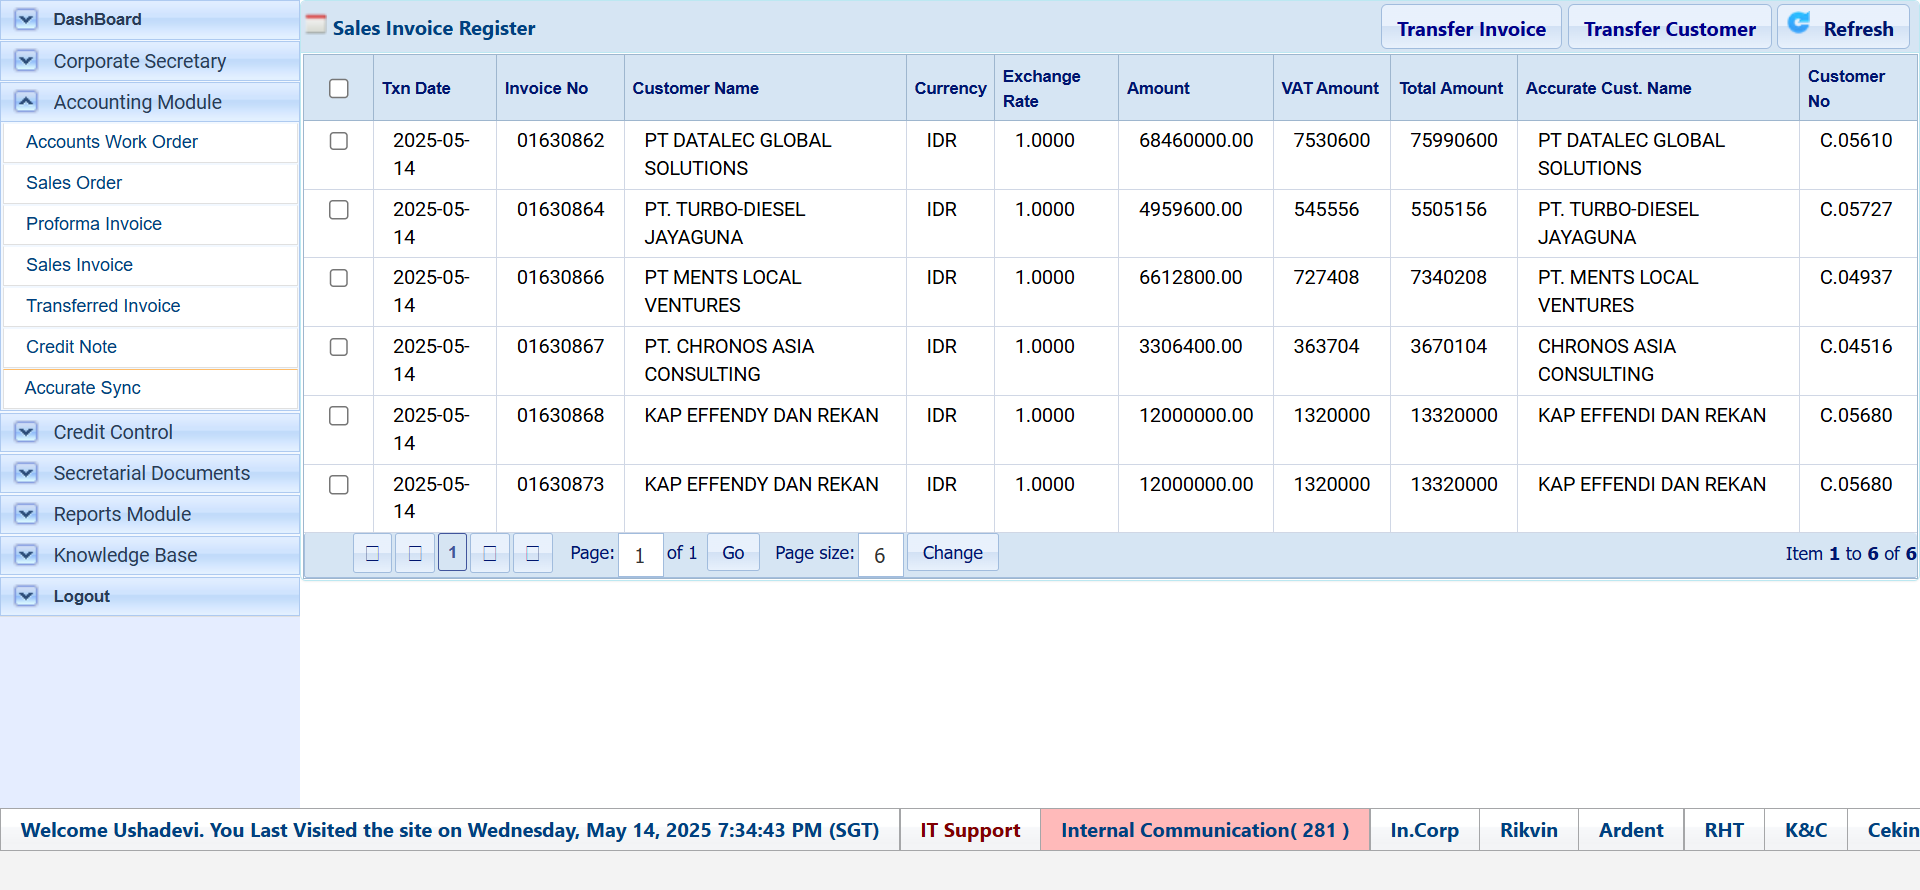 DashBoard
Corporate Secretary
Accounting Module
Accounts Work Order
Sales Order
Proforma Invoice
Sales Invoice
Transferred Invoice
Credit Note
Accurate Sync
Credit Control
Secretarial Documents
Reports Module
Knowledge Base
Logout
Sales Invoice Register
Transfer Invoice
Transfer Customer
Refresh
Txn Date Invoice No Customer Name Currency Exchange Rate Amount VAT Amount Total Amount Accurate Cust. Name Customer No
2025-05-14 01630862 PT DATALEC GLOBAL SOLUTIONS IDR 1.0000 68460000.00 7530600 75990600 PT DATALEC GLOBAL SOLUTIONS C.05610
2025-05-14 01630864 PT. TURBO-DIESEL JAYAGUNA IDR 1.0000 4959600.00 545556 5505156 PT. TURBO-DIESEL JAYAGUNA C.05727
2025-05-14 01630866 PT MENTS LOCAL VENTURES IDR 1.0000 6612800.00 727408 7340208 PT. MENTS LOCAL VENTURES C.04937
2025-05-14 01630867 PT. CHRONOS ASIA CONSULTING IDR 1.0000 3306400.00 363704 3670104 CHRONOS ASIA CONSULTING C.04516
2025-05-14 01630868 KAP EFFENDY DAN REKAN IDR 1.0000 12000000.00 1320000 13320000 KAP EFFENDI DAN REKAN C.05680
2025-05-14 01630873 KAP EFFENDY DAN REKAN IDR 1.0000 12000000.00 1320000 13320000 KAP EFFENDI DAN REKAN C.05680
1 Page: 1 of 1 Go Page size: 6 Change Item 1 to 6 of 6
Welcome Ushadevi. You Last Visited the site on Wednesday, May 14, 2025 7:34:43 PM (SGT) IT Support Internal Communication( 281 ) In.Corp Rikvin Ardent RHT K&C Cekin